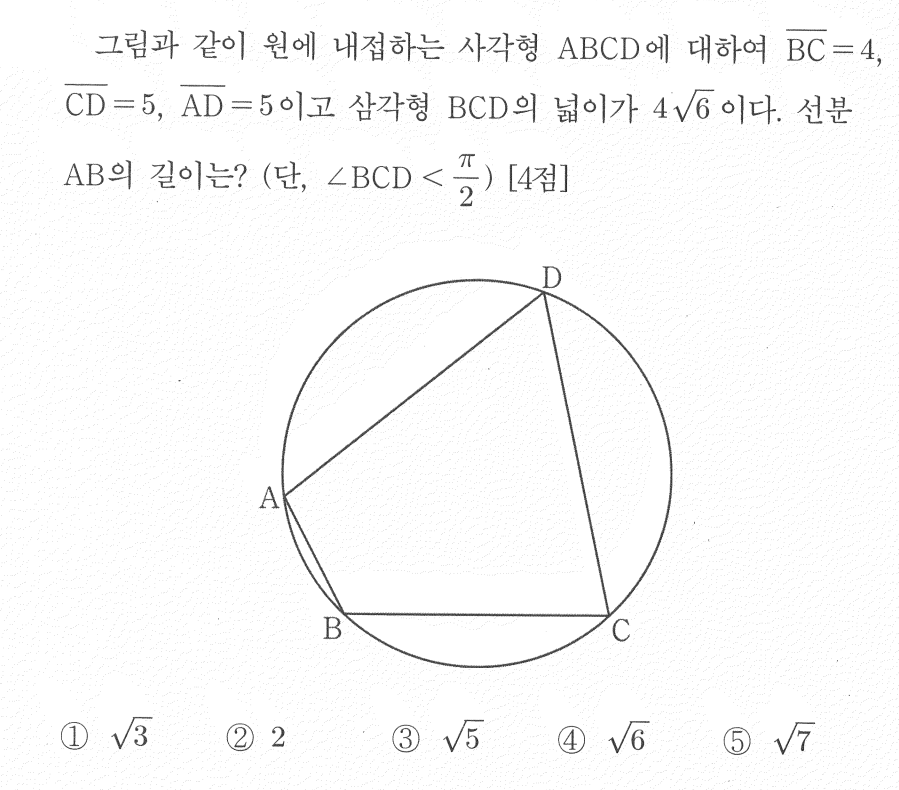 그림과 같이 원에 내접하는 사각형 ABCD에 대하여 $\overline{BC}=4$,
$\overline{CD}=5$, $\overline{AD}=5$이고 삼각형 BCD의 넓이가 $4\sqrt{6}$이다. 선분
AB의 길이는? (단, $\angle BCD < \frac{\pi}{2}$) [4점]
D
A
B
C
① $\sqrt{3}$ ② 2 ③ $\sqrt{5}$ ④ $\sqrt{6}$ ⑤ $\sqrt{7}$